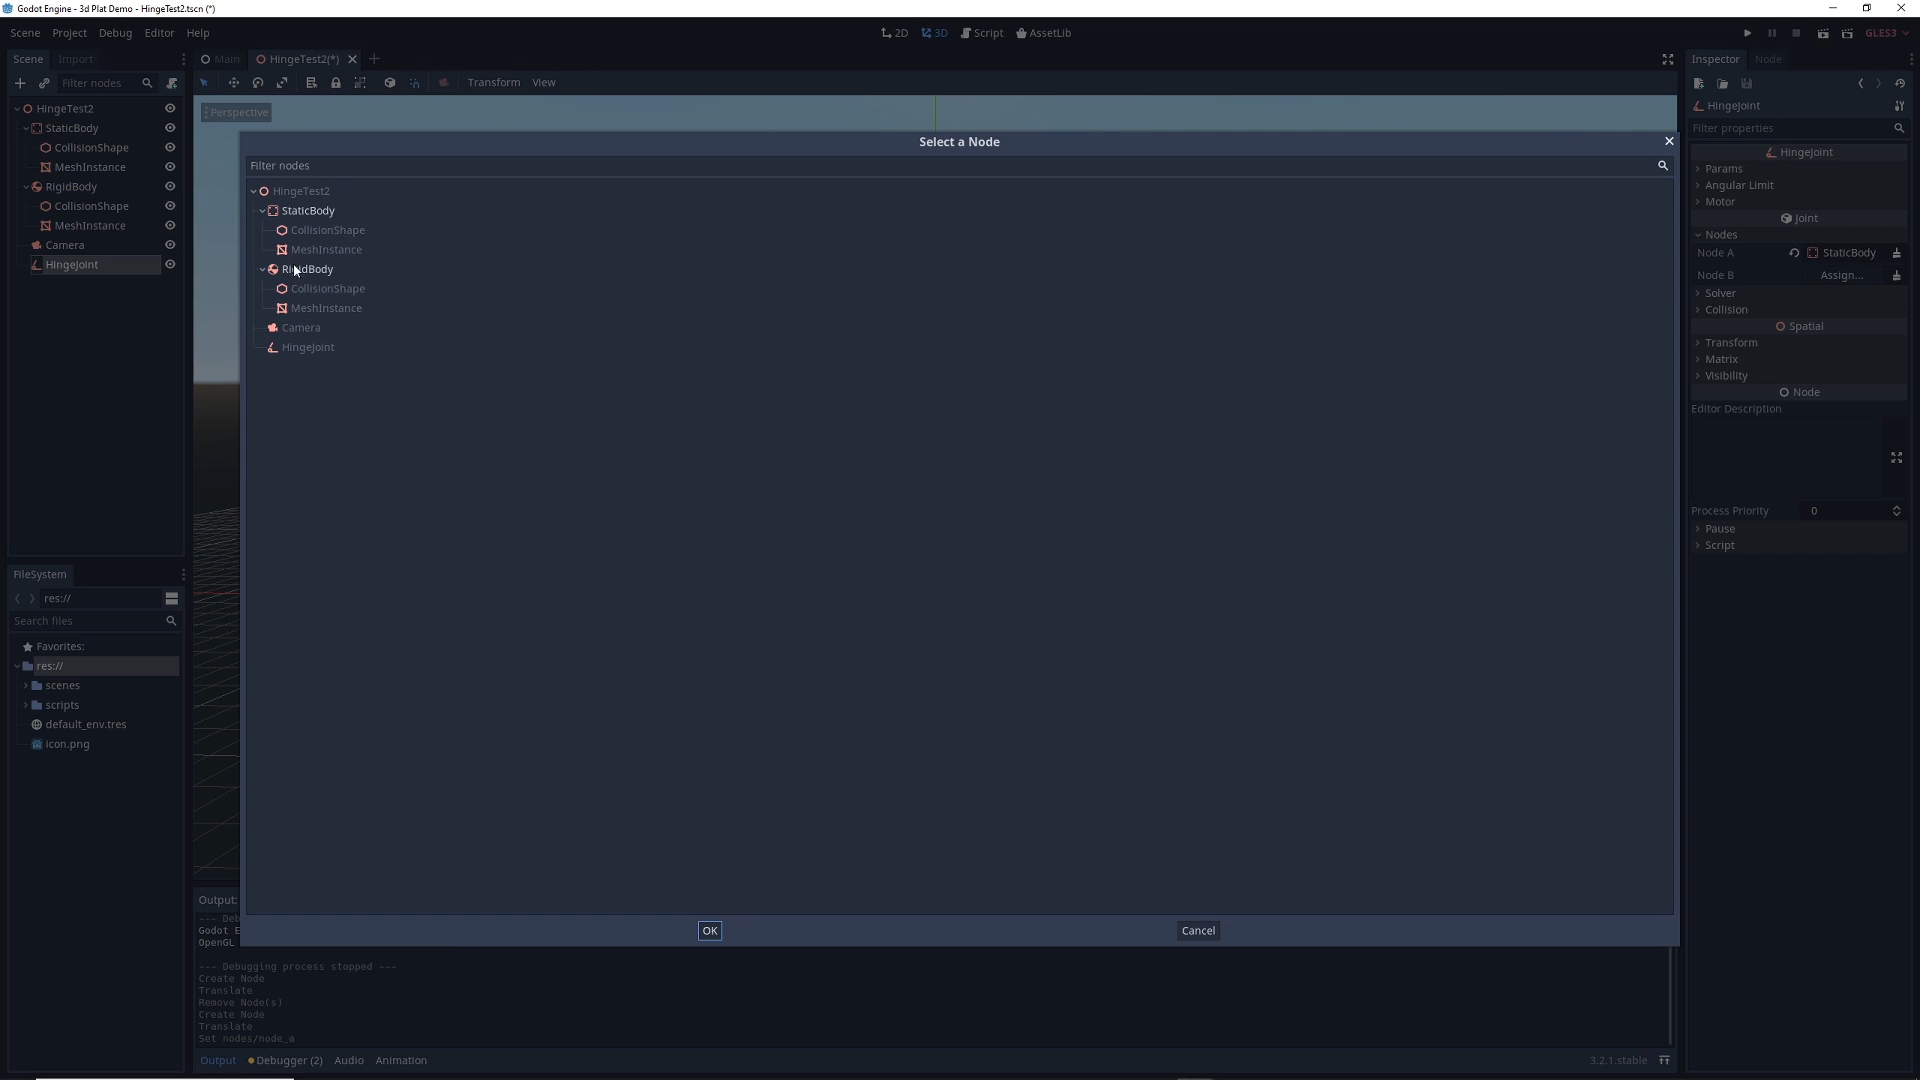 Godot Engine - 3d Plat Demo - HingeTest2.tscn (*)
Scene Project Debug Editor Help
2D 3D Script AssetLib
GLES3
Scene Import
Main HingeTest2(*)
Inspector Node
Filter nodes
Transform View
HingeJoint
Filter properties
HingeTest2
StaticBody
CollisionShape
MeshInstance
RigidBody
CollisionShape
MeshInstance
Camera
HingeJoint
Perspective
Select a Node
Filter nodes
HingeTest2
StaticBody
CollisionShape
MeshInstance
RigidBody
CollisionShape
MeshInstance
Camera
HingeJoint
OK Cancel
HingeJoint
Params
Angular Limit
Motor
Joint
Nodes
Node A StaticBody
Node B Assign...
Solver
Collision
Spatial
Transform
Matrix
Visibility
Node
Editor Description
Process Priority 0
Pause
Script
FileSystem
res://
Search files
Favorites:
res://
scenes
scripts
default_env.tres
icon.png
Output:
--- Deb
Godot E
OpenGL
--- Debugging process stopped ---
Create Node
Translate
Remove Node(s)
Create Node
Translate
Set nodes/node_a
Output Debugger (2) Audio Animation
3.2.1.stable